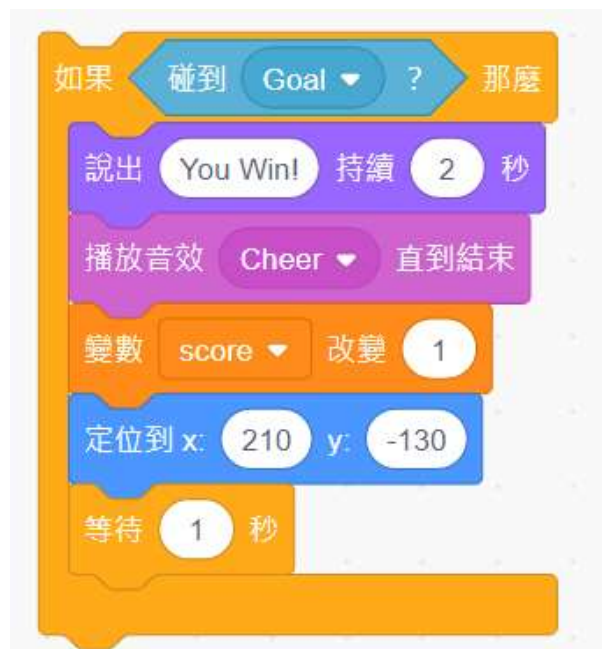 如果 碰到 Goal ? 那麼
說出 You Win! 持續 2 秒
播放音效 Cheer 直到結束
變數 score 改變 1
定位到 x: 210 y: -130
等待 1 秒